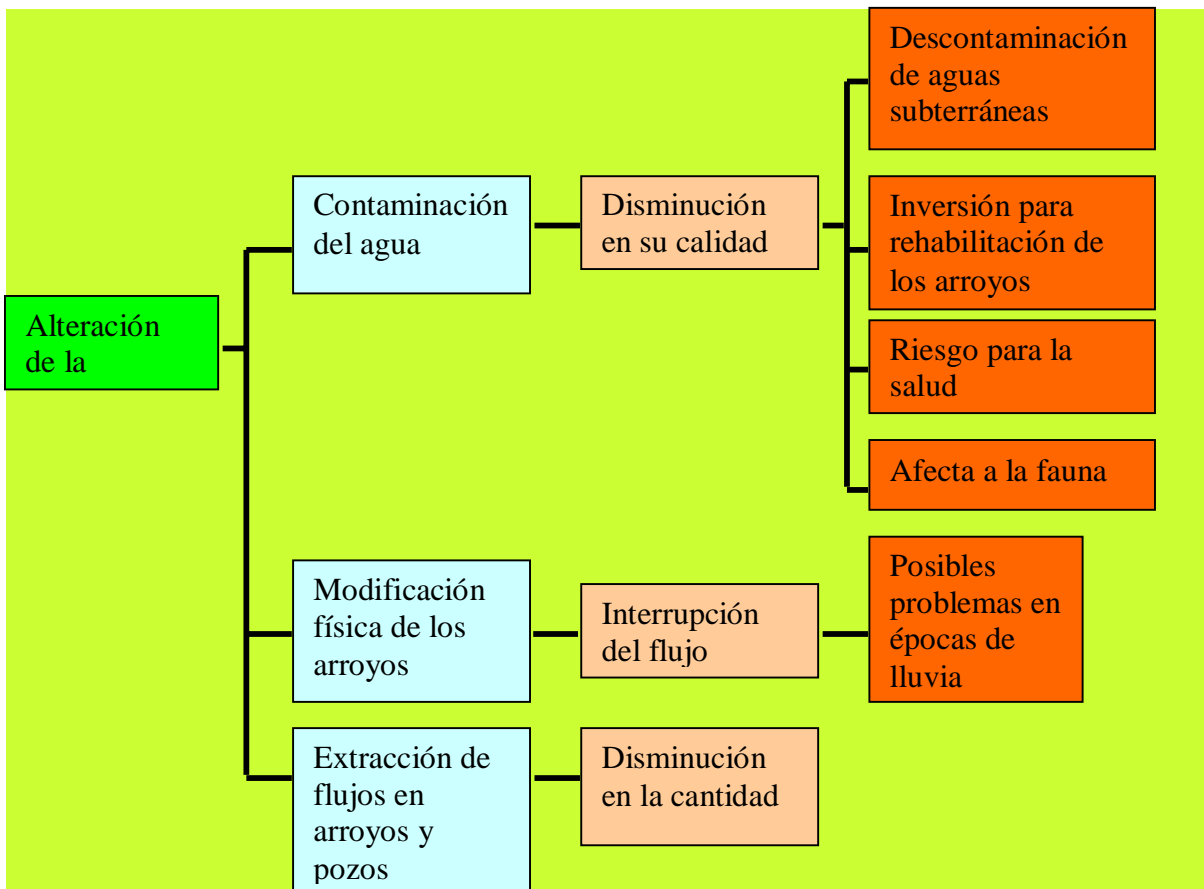 Alteración
de la
Contaminación
del agua
Disminución
en su calidad
Descontaminación
de aguas
subterráneas
Inversión para
rehabilitación de
los arroyos
Riesgo para la
salud
Afecta a la fauna
Modificación
física de los
arroyos
Interrupción
del flujo
Posibles
problemas en
épocas de
lluvia
Extracción de
flujos en
arroyos y
pozos
Disminución
en la cantidad